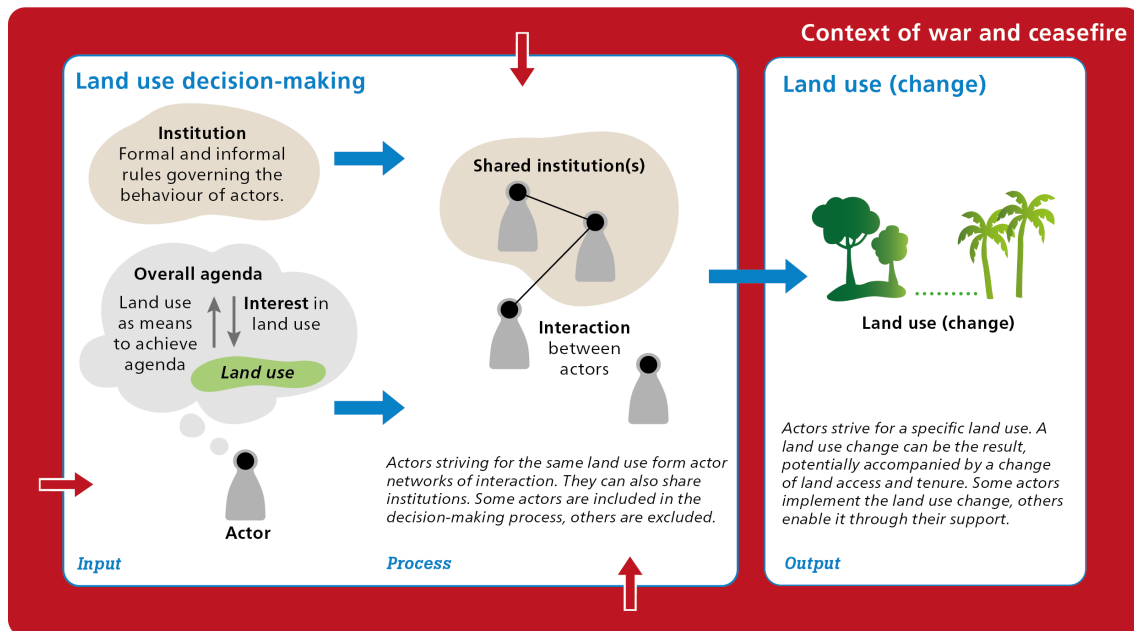 Context of war and ceasefire
Land use decision-making
Institution
Formal and informal
rules governing the
behaviour of actors.
Overall agenda
Land use
as means
to achieve
agenda
Interest in
land use
Land use
Actor
Input
Shared institution(s)
Interaction
between
actors
Actors striving for the same land use form actor
networks of interaction. They can also share
institutions. Some actors are included in the
decision-making process, others are excluded.
Process
Land use (change)
Land use (change)
Actors strive for a specific land use. A
land use change can be the result,
potentially accompanied by a change
of land access and tenure. Some actors
implement the land use change, others
enable it through their support.
Output